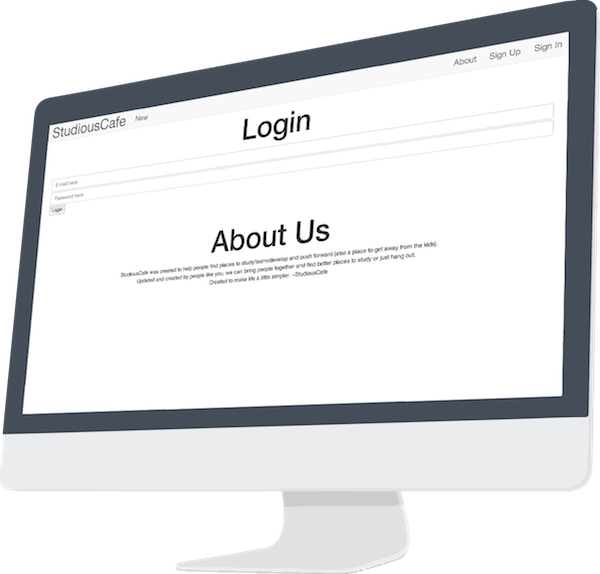 StudiousCafe New About Sign Up Sign In
Login
E-mail here
Password here
Login
About Us
StudiousCafe was created to help people find places to study/learn/develop and push forward (also a place to get away from the kids).
Updated and created by people like you, we can bring people together and find better places to study or just hang out.
Created to make life a little simpler. ~StudiousCafe